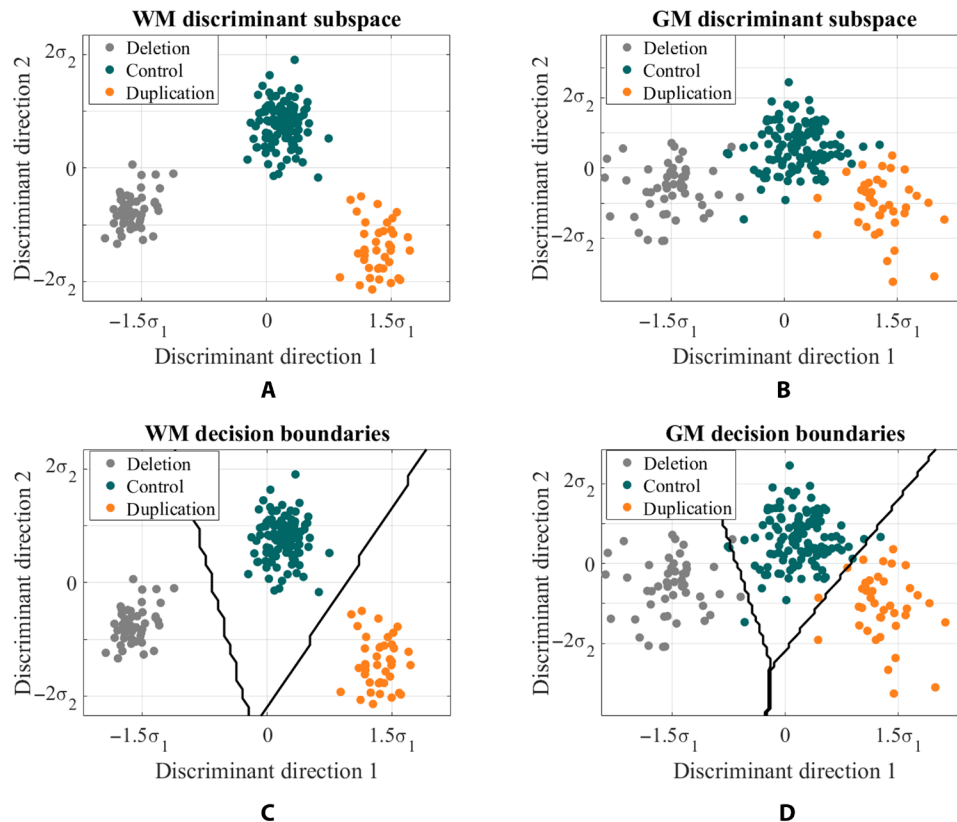 WM discriminant subspace
2σ₂
0
−2σ₂
Discriminant direction 2
Deletion
Control
Duplication
−1.5σ₁
0
1.5σ₁
Discriminant direction 1
A
GM discriminant subspace
2σ₂
0
−2σ₂
Discriminant direction 2
Deletion
Control
Duplication
−1.5σ₁
0
1.5σ₁
Discriminant direction 1
B
WM decision boundaries
2σ₂
0
−2σ₂
Discriminant direction 2
Deletion
Control
Duplication
−1.5σ₁
0
1.5σ₁
Discriminant direction 1
C
GM decision boundaries
2σ₂
0
−2σ₂
Discriminant direction 2
Deletion
Control
Duplication
−1.5σ₁
0
1.5σ₁
Discriminant direction 1
D